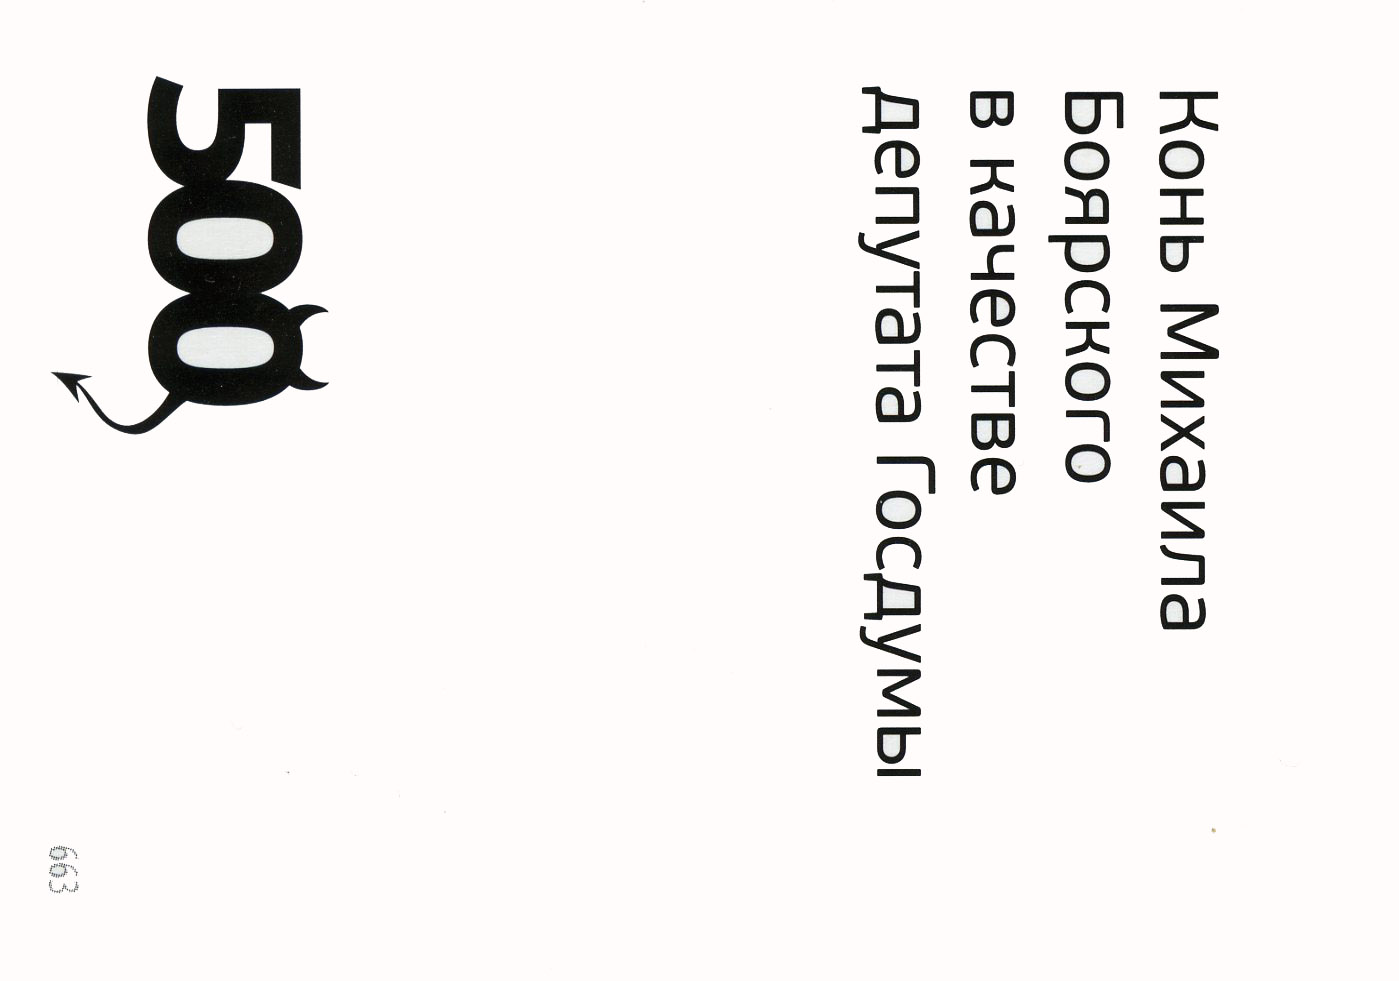 Конь Михаила
Боярского
в качестве
депутата Госдумы
500
663